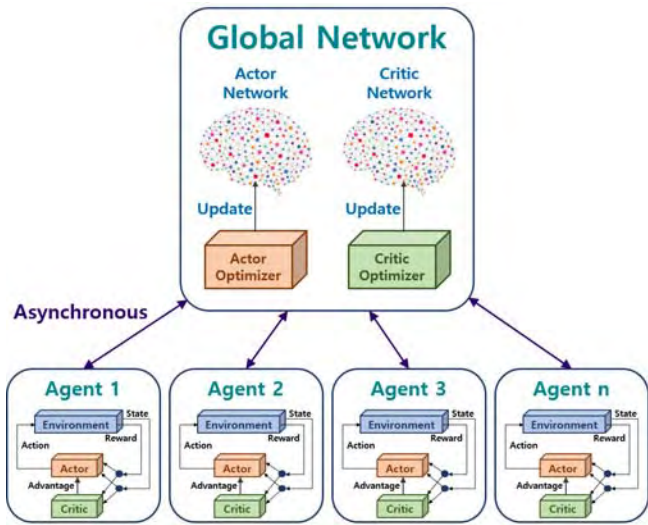 Global Network
Actor
Network
Critic
Network
Update
Update
Actor
Optimizer
Critic
Optimizer
Asynchronous
Agent 1
Environment
State
Reward
Action
Actor
Advantage
Critic
Agent 2
Environment
State
Reward
Action
Actor
Advantage
Critic
Agent 3
Environment
State
Reward
Action
Actor
Advantage
Critic
Agent n
Environment
State
Reward
Action
Actor
Advantage
Critic